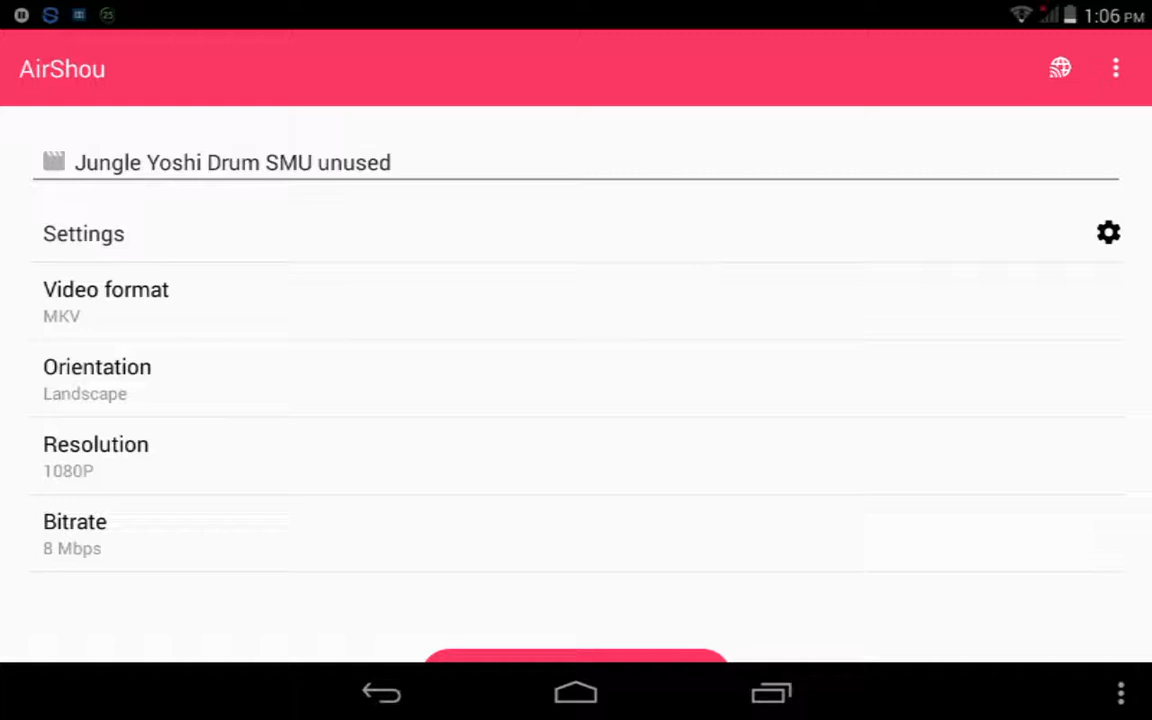 25
1:06 PM
AirShou
Jungle Yoshi Drum SMU unused
Settings
Video format
MKV
Orientation
Landscape
Resolution
1080P
Bitrate
8 Mbps